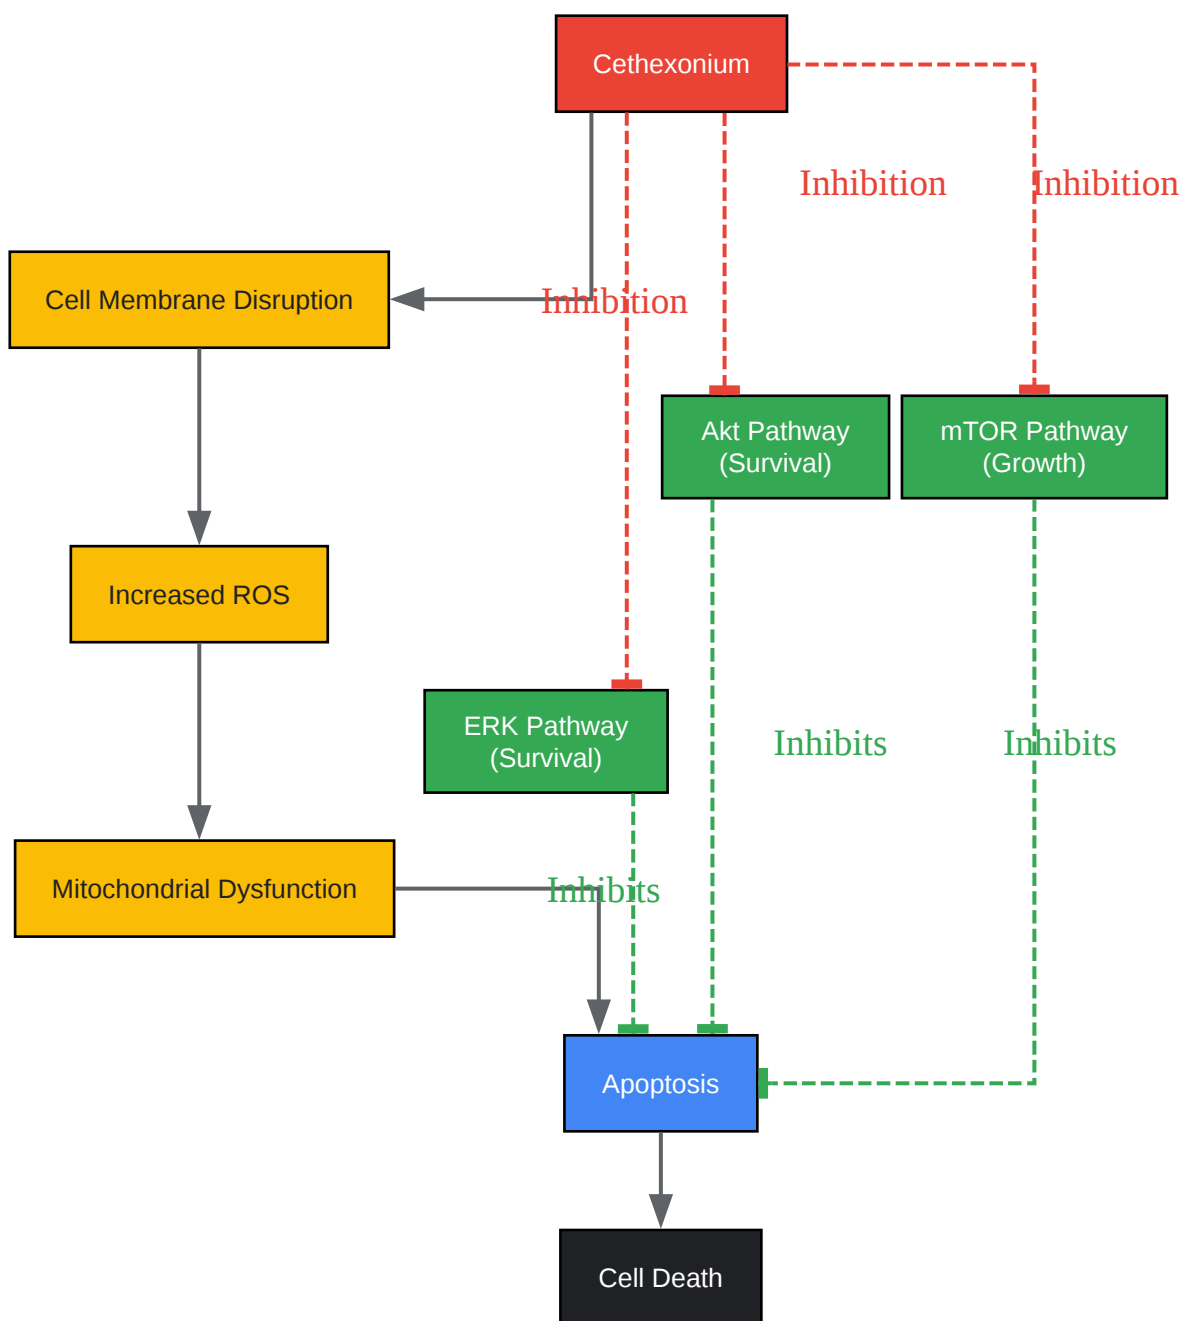 Cethexonium
Inhibition
Inhibition
Cell Membrane Disruption
Inhibition
Akt Pathway
(Survival)
mTOR Pathway
(Growth)
Increased ROS
ERK Pathway
(Survival)
Inhibits
Inhibits
Mitochondrial Dysfunction
Inhibits
Apoptosis
Cell Death